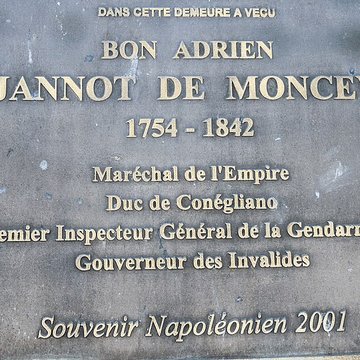 DANS CETTE DEMEURE A VÉCU
BON ADRIEN
JANNOT DE MONCE
1754 - 1842
Maréchal de l'Empire
Duc de Conégliano
emier Inspecteur Général de la Gendarm
Gouverneur des Invalides
Souvenir Napoléonien 2001